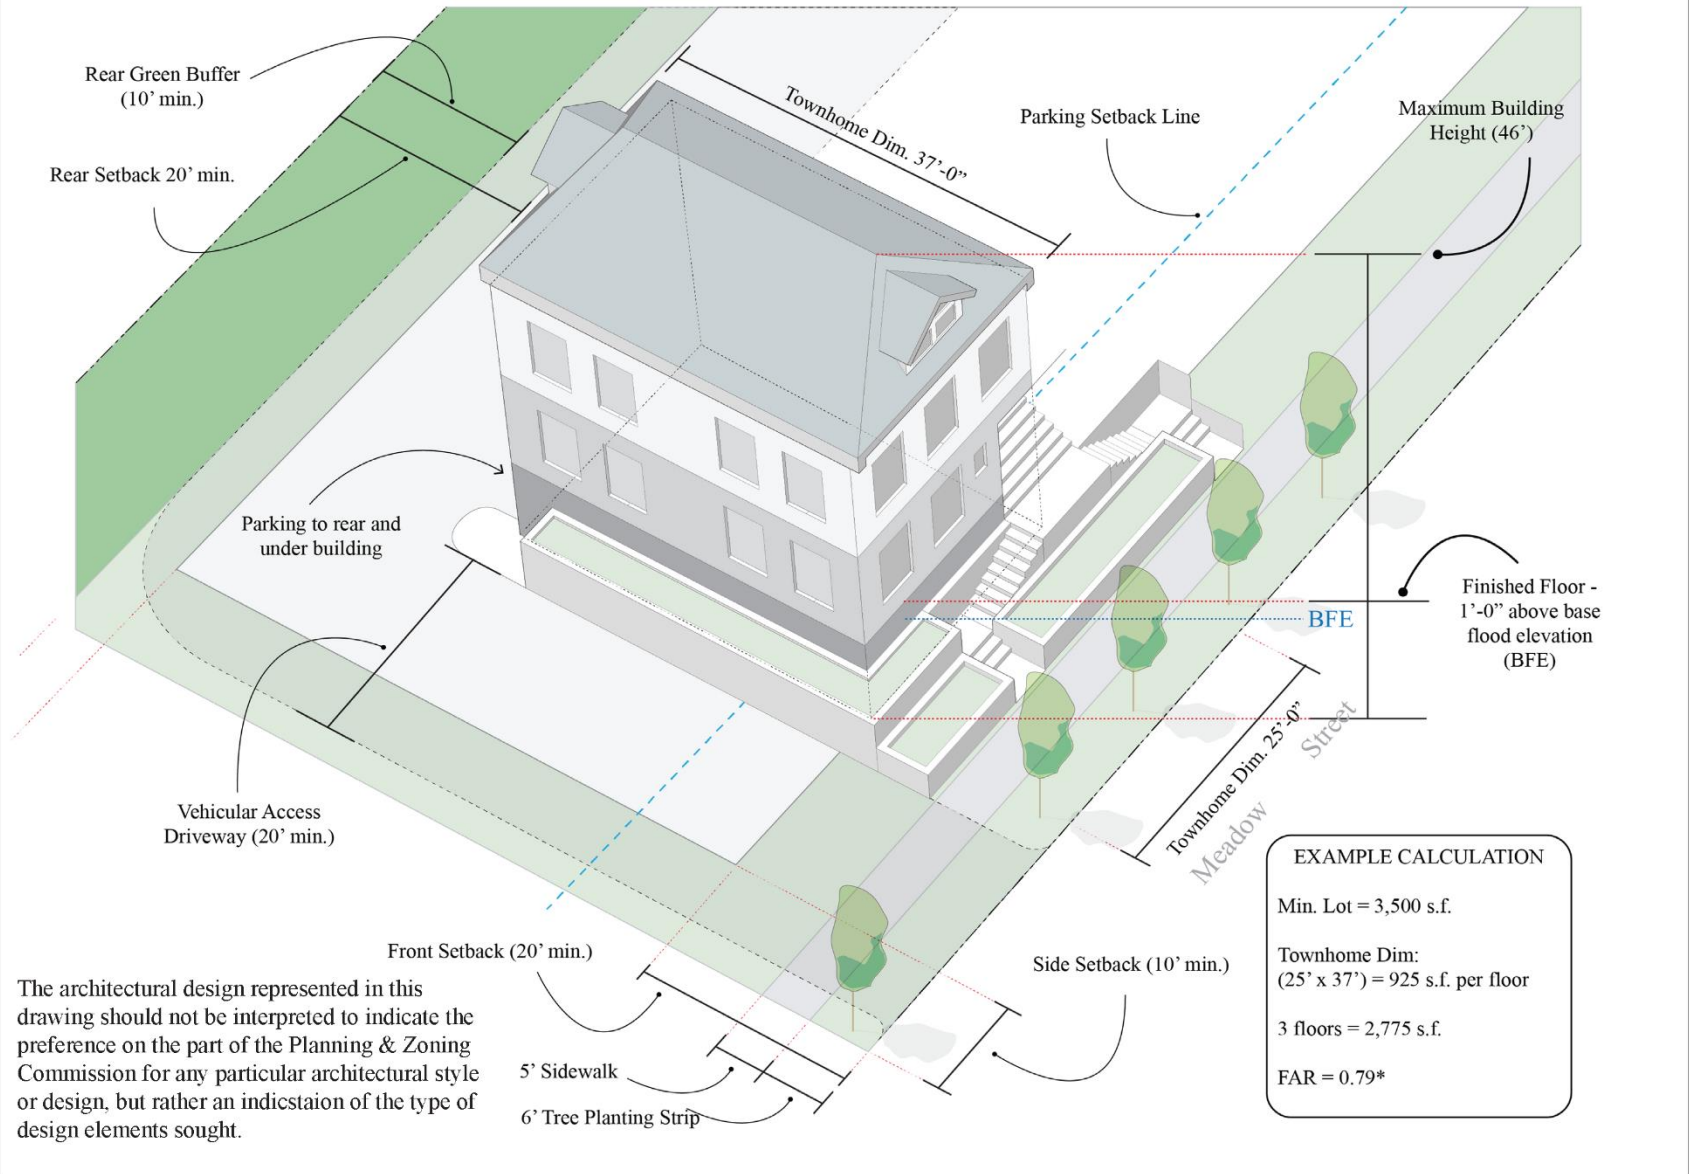 Rear Green Buffer
(10’ min.)
Rear Setback 20’ min.
Townhome Dim. 37’-0”
Parking Setback Line
Maximum Building
Height (46’)
Parking to rear and
under building
Finished Floor -
1’-0” above base
flood elevation
(BFE)
BFE
Townhome Dim. 25’-0”
Meadow Street
Vehicular Access
Driveway (20’ min.)
Front Setback (20’ min.)
Side Setback (10’ min.)
5’ Sidewalk
6’ Tree Planting Strip
The architectural design represented in this
drawing should not be interpreted to indicate the
preference on the part of the Planning & Zoning
Commission for any particular architectural style
or design, but rather an indicstaion of the type of
design elements sought.
EXAMPLE CALCULATION
Min. Lot = 3,500 s.f.
Townhome Dim:
(25’ x 37’) = 925 s.f. per floor
3 floors = 2,775 s.f.
FAR = 0.79*